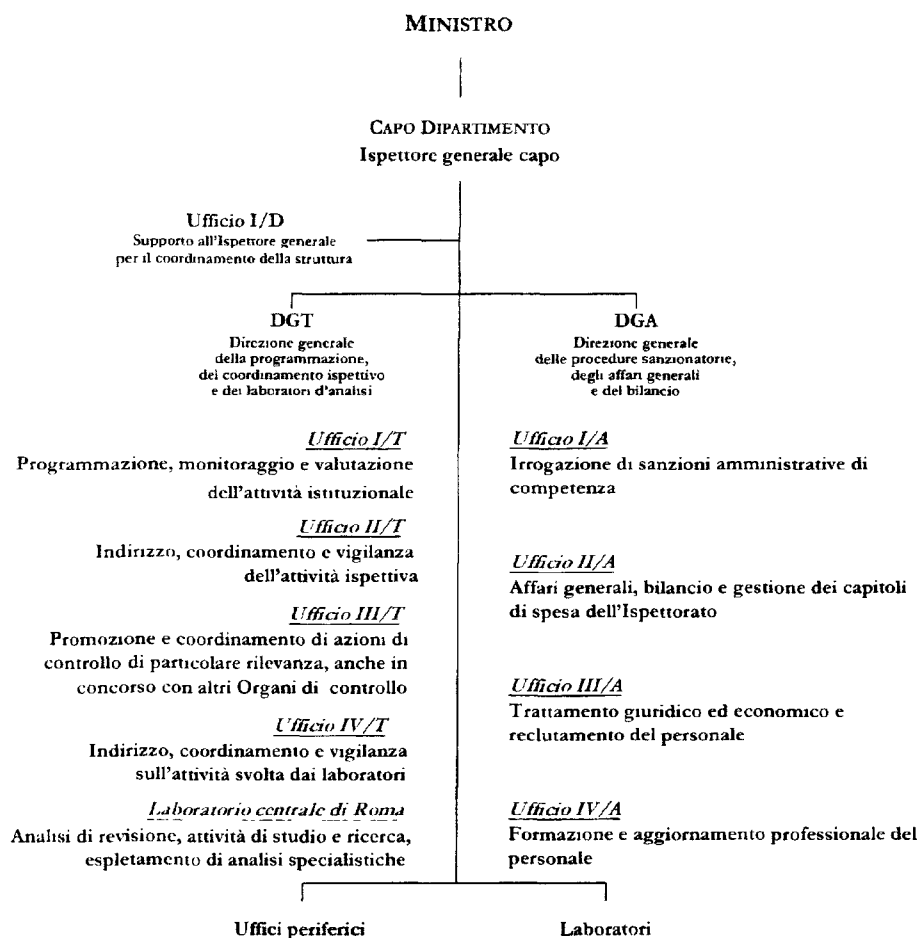 MINISTRO
CAPO DIPARTIMENTO
Ispettore generale capo
Ufficio I/D
Supporto all'Ispettore generale
per il coordinamento della struttura
DGT
Direzione generale
della programmazione,
del coordinamento ispettivo
e dei laboratori d'analisi
DGA
Direzione generale
delle procedure sanzionatorie,
degli affari generali
e del bilancio
Ufficio I/T
Programmazione, monitoraggio e valutazione
dell'attività istituzionale
Ufficio II/T
Indirizzo, coordinamento e vigilanza
dell'attività ispettiva
Ufficio III/T
Promozione e coordinamento di azioni di
controllo di particolare rilevanza, anche in
concorso con altri Organi di controllo
Ufficio IV/T
Indirizzo, coordinamento e vigilanza
sull'attività svolta dai laboratori
Laboratorio centrale di Roma
Analisi di revisione, attività di studio e ricerca,
espletamento di analisi specialistiche
Ufficio I/A
Irrogazione di sanzioni amministrative di
competenza
Ufficio II/A
Affari generali, bilancio e gestione dei capitoli
di spesa dell'Ispettorato
Ufficio III/A
Trattamento giuridico ed economico e
reclutamento del personale
Ufficio IV/A
Formazione e aggiornamento professionale del
personale
Uffici periferici
Laboratori